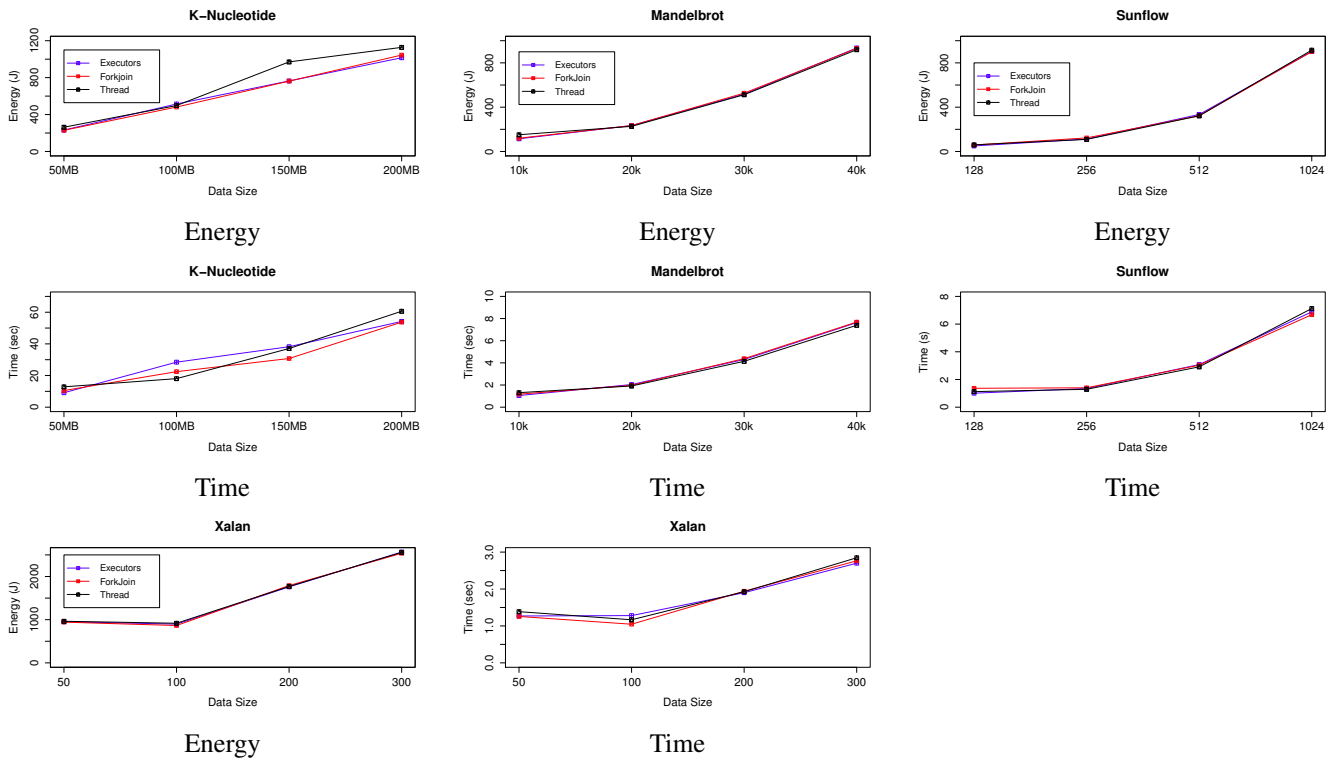 K−Nucleotide
Energy (J)
0 400 800 1200
Executors
Forkjoin
Thread
50MB 100MB 150MB 200MB
Data Size
Energy
Mandelbrot
Energy (J)
0 400 800
Executors
ForkJoin
Thread
10k 20k 30k 40k
Data Size
Energy
Sunflow
Energy (J)
0 400 800
Executors
ForkJoin
Thread
128 256 512 1024
Data Size
Energy
K−Nucleotide
Time (sec)
0 20 40 60
50MB 100MB 150MB 200MB
Data Size
Time
Mandelbrot
Time (sec)
0 2 4 6 8 10
10k 20k 30k 40k
Data Size
Time
Sunflow
Time (s)
0 2 4 6 8
128 256 512 1024
Data Size
Time
Xalan
Energy (J)
0 1000 2000
Executors
ForkJoin
Thread
50 100 200 300
Data Size
Energy
Xalan
Time (sec)
0.0 1.0 2.0 3.0
50 100 200 300
Data Size
Time